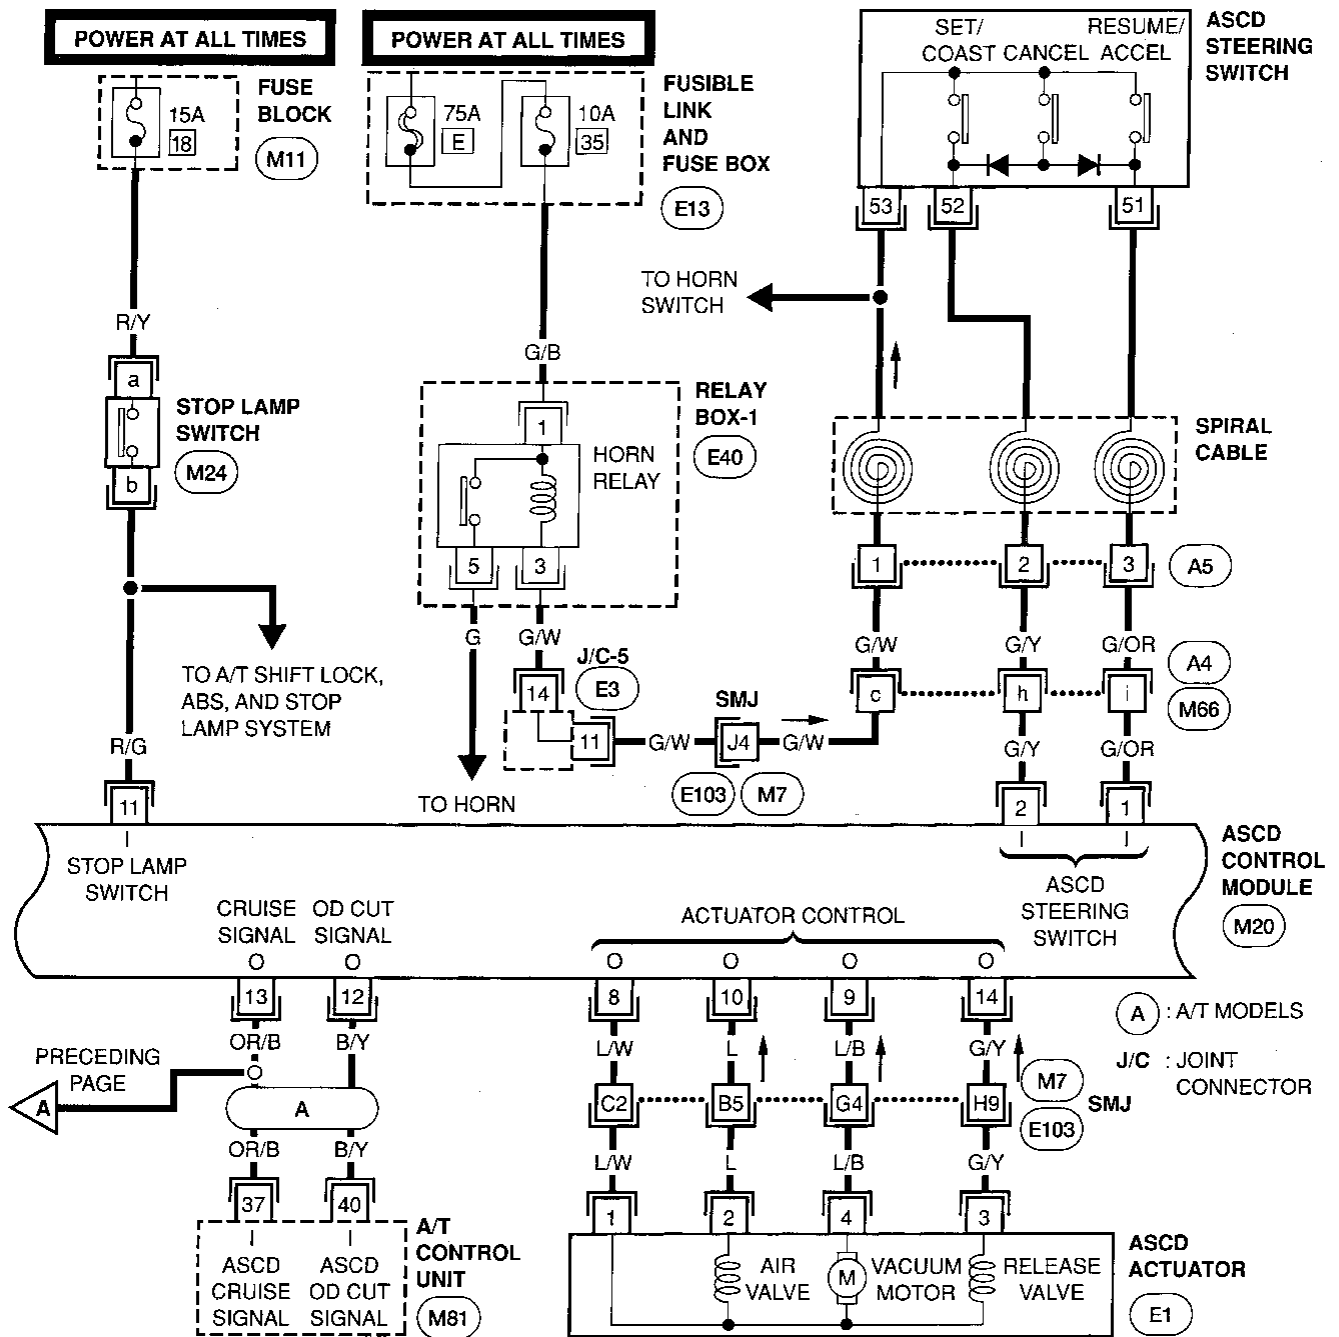 POWER AT ALL TIMES
POWER AT ALL TIMES
FUSE
BLOCK
M11
15A
18
75A
E
10A
35
FUSIBLE
LINK
AND
FUSE BOX
E13
SET/
COAST
CANCEL
RESUME/
ACCEL
ASCD
STEERING
SWITCH
53
52
51
TO HORN
SWITCH
R/Y
G/B
a
b
STOP LAMP
SWITCH
M24
RELAY
BOX-1
E40
1
HORN
RELAY
5
3
SPIRAL
CABLE
1
2
3
A5
G
G/W
G/W
G/Y
G/OR
TO A/T SHIFT LOCK,
ABS, AND STOP
LAMP SYSTEM
J/C-5
E3
14
11
G/W
SMJ
J4
G/W
E103
M7
c
h
i
A4
M66
R/G
G/Y
G/OR
TO HORN
11
2
1
STOP LAMP
SWITCH
I
I
I
ASCD
STEERING
SWITCH
ASCD
CONTROL
MODULE
M20
CRUISE
SIGNAL
OD CUT
SIGNAL
ACTUATOR CONTROL
O
O
O
O
O
O
13
12
8
10
9
14
A
: A/T MODELS
J/C
: JOINT
CONNECTOR
OR/B
B/Y
L/W
L
L/B
G/Y
PRECEDING
PAGE
A
A
C2
B5
G4
H9
M7
E103
SMJ
OR/B
B/Y
L/W
L
L/B
G/Y
37
40
1
2
4
3
I
I
ASCD
CRUISE
SIGNAL
ASCD
OD CUT
SIGNAL
A/T
CONTROL
UNIT
M81
AIR
VALVE
M
VACUUM
MOTOR
RELEASE
VALVE
ASCD
ACTUATOR
E1